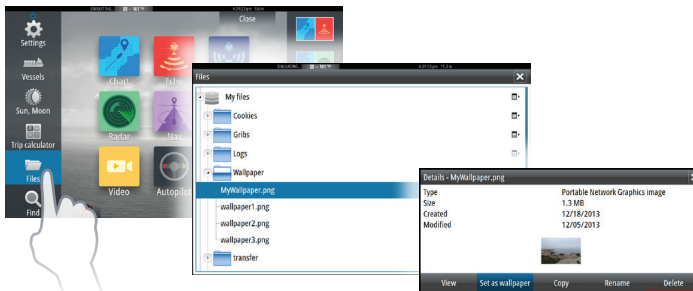 Close
Settings
Vessels
Sun, Moon
Trip calculator
Files
Find
Chart
Echo
Radar
Nav
Video
Autopilot
Files
My files
Cookies
Gribs
Logs
Wallpaper
MyWallpaper.png
wallpaper1.png
wallpaper2.png
wallpaper3.png
transfer
Details - MyWallpaper.png
Type Portable Network Graphics image
Size 1.3 MB
Created 12/18/2013
Modified 12/05/2013
View Set as wallpaper Copy Rename Delete